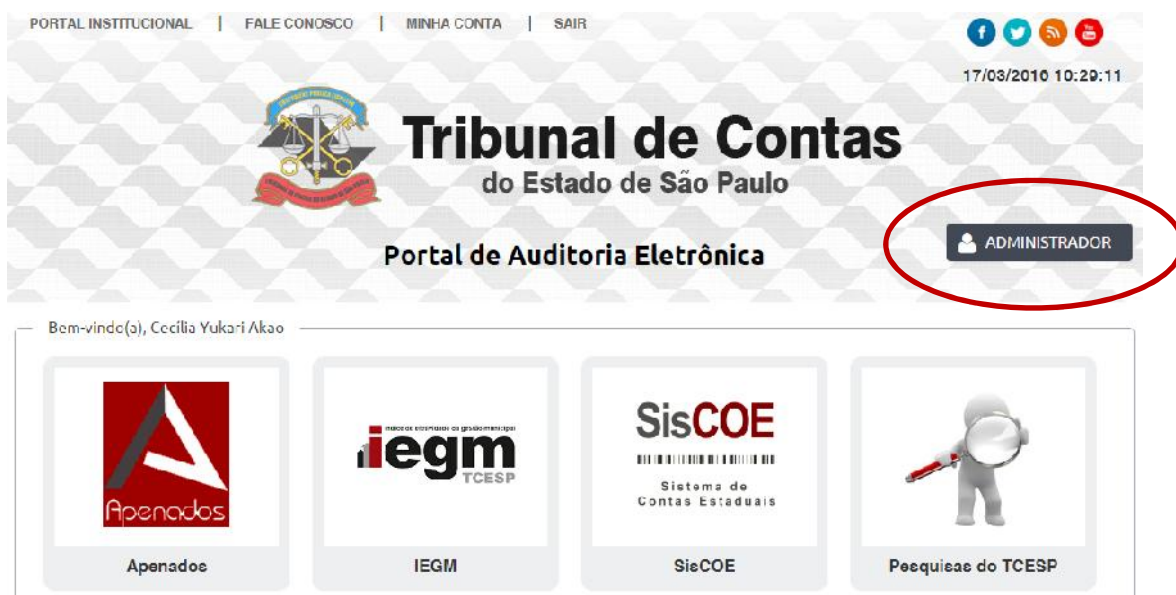 PORTAL INSTITUCIONAL | FALE CONOSCO | MINHA CONTA | SAIR
17/03/2016 10:29:11
Tribunal de Contas
do Estado de São Paulo
Portal de Auditoria Eletrônica
ADMINISTRADOR
Bem-vindo(a), Cecília Yukari Akao
Apenados
iegm
TCESP
SisCOE
Sistema de
Contas Estaduais
Apenados
IEGM
SisCOE
Pesquisas do TCESP